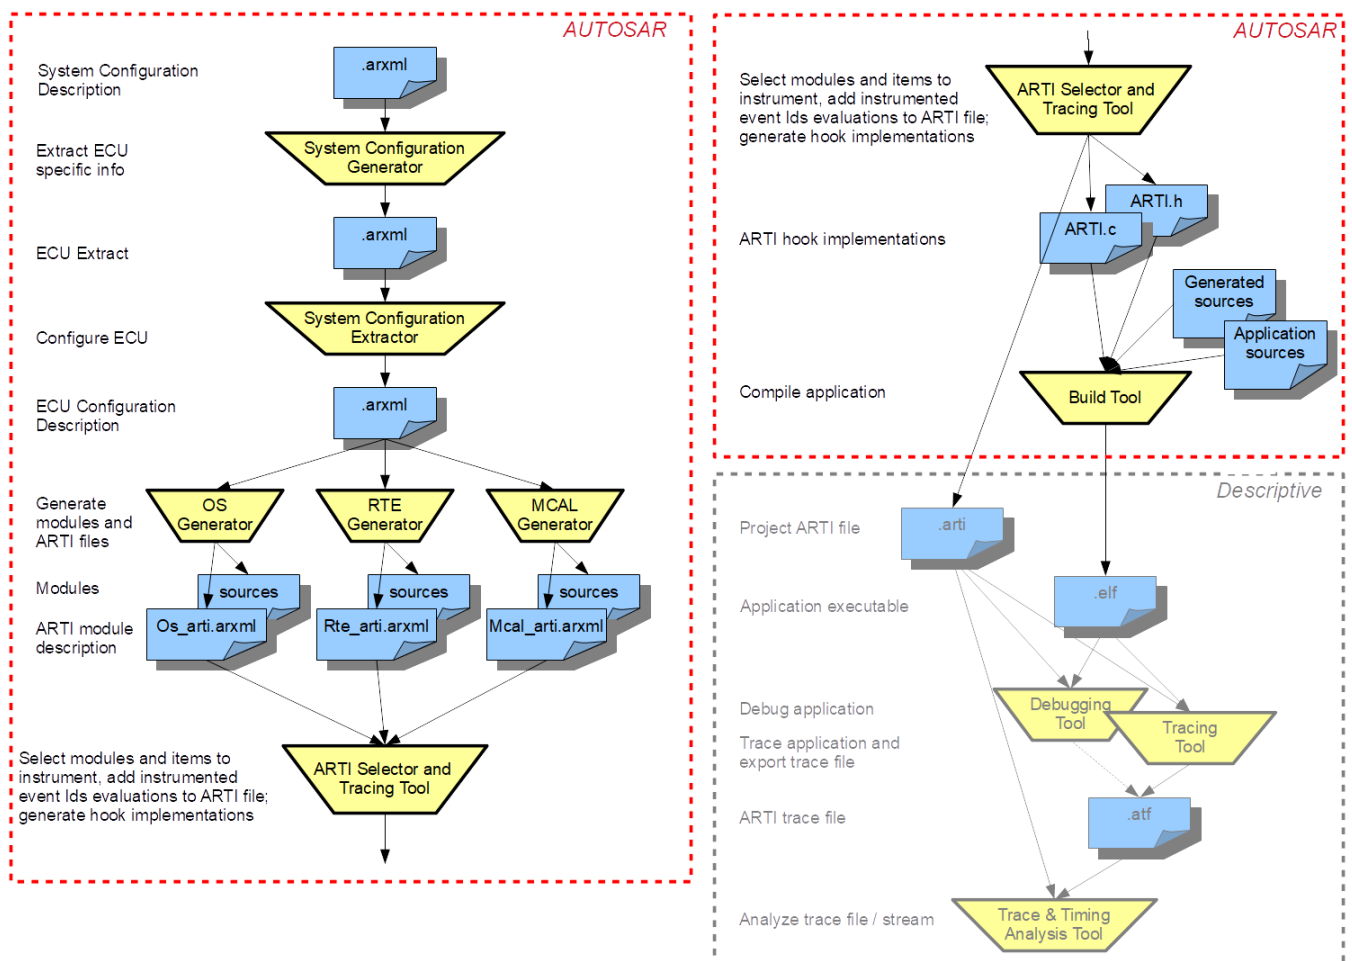 AUTOSAR
System Configuration
Description
.arxml
Extract ECU
specific info
System Configuration
Generator
ECU Extract
.arxml
Configure ECU
System Configuration
Extractor
ECU Configuration
Description
.arxml
Generate
modules and
ARTI files
OS
Generator
RTE
Generator
MCAL
Generator
Modules
sources
sources
sources
ARTI module
description
Os_arti.arxml
Rte_arti.arxml
Mcal_arti.arxml
Select modules and items to
instrument, add instrumented
event Ids evaluations to ARTI file;
generate hook implementations
ARTI Selector and
Tracing Tool
AUTOSAR
Select modules and items to
instrument, add instrumented
event Ids evaluations to ARTI file;
generate hook implementations
ARTI Selector and
Tracing Tool
ARTI hook implementations
ARTI.h
ARTI.c
Generated
sources
Application
sources
Compile application
Build Tool
Descriptive
Project ARTI file
.arti
Application executable
.elf
Debug application
Debugging
Tool
Trace application and
export trace file
Tracing
Tool
ARTI trace file
.atf
Analyze trace file / stream
Trace & Timing
Analysis Tool